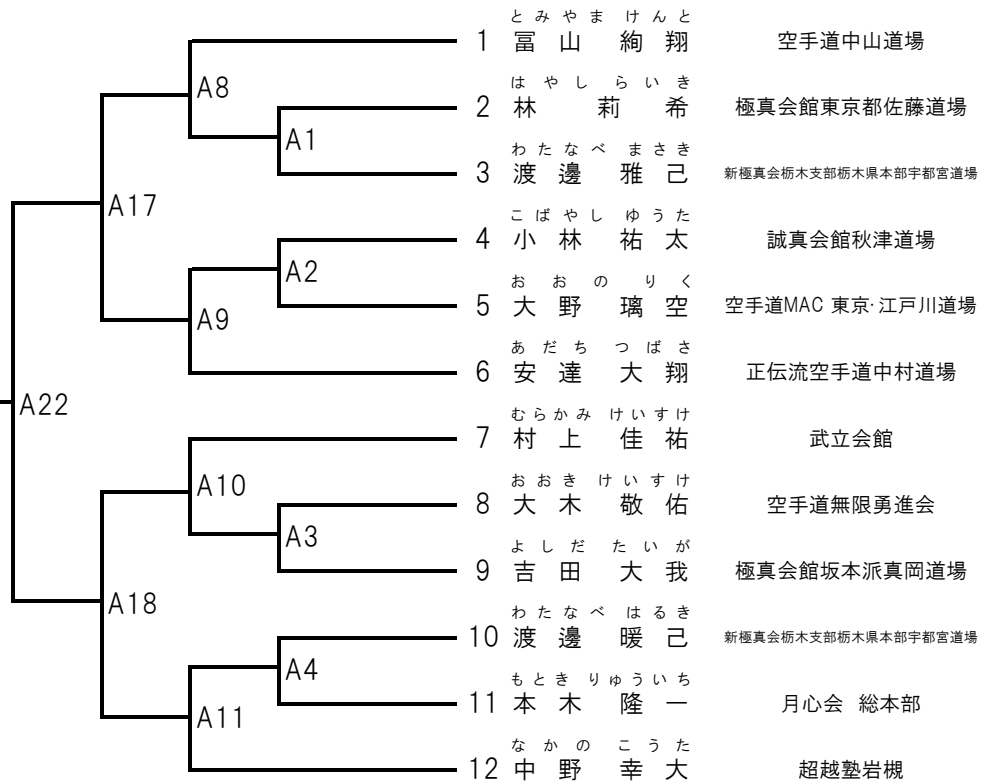 とみやま けんと
1 冨山 絢翔 空手道中山道場
A8
はやし らいき
2 林 莉希 極真会館東京都佐藤道場
A1
わたなべ まさき
3 渡邊 雅己 新極真会栃木支部栃木県本部宇都宮道場
A17
こばやし ゆうた
4 小林 祐太 誠真会館秋津道場
A2
おおの りく
5 大野 璃空 空手道MAC 東京・江戸川道場
A9
あだち つばさ
6 安達 大翔 正伝流空手道中村道場
A22
むらかみ けいすけ
7 村上 佳祐 武立会館
A10
おおき けいすけ
8 大木 敬佑 空手道無限勇進会
A3
よしだ たいが
9 吉田 大我 極真会館坂本派真岡道場
A18
わたなべ はるき
10 渡邊 暖己 新極真会栃木支部栃木県本部宇都宮道場
A4
もとき りゅういち
11 本木 隆一 月心会 総本部
A11
なかの こうた
12 中野 幸大 超越塾岩槻